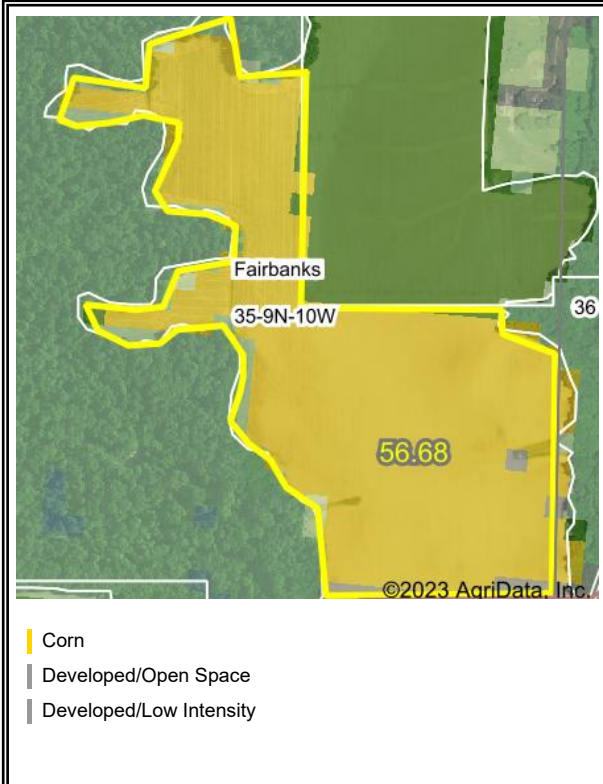 Fairbanks
35-9N-10W
36
56.68
©2023 AgriData, Inc.
Corn
Developed/Open Space
Developed/Low Intensity